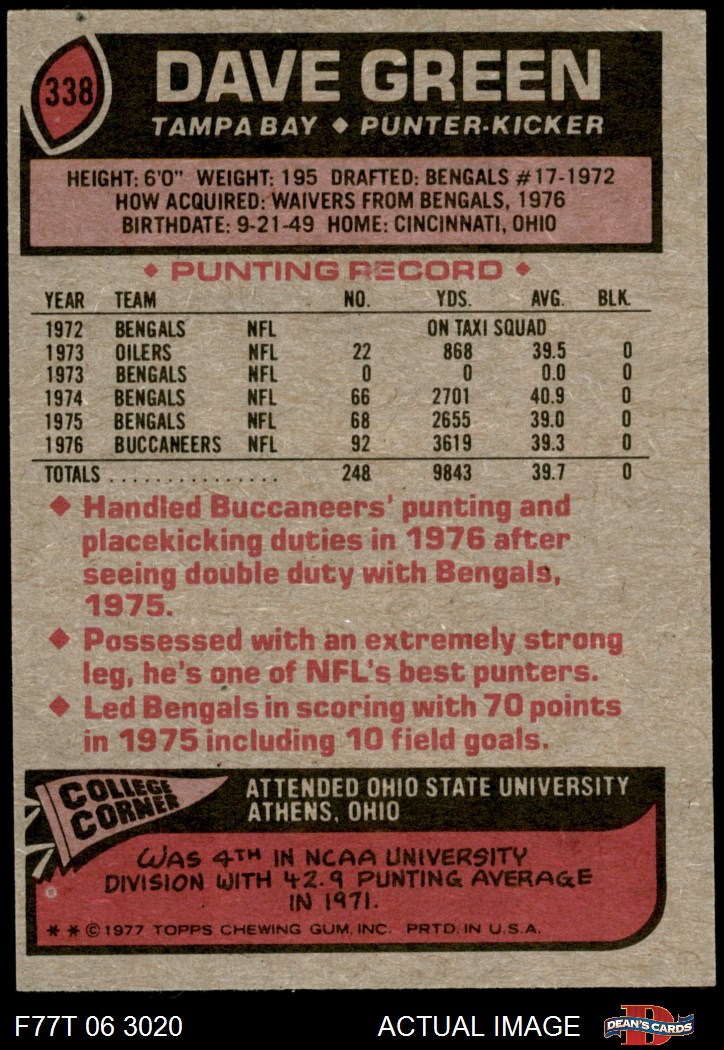 338
DAVE GREEN
TAMPA BAY ♦ PUNTER-KICKER
HEIGHT: 6'0" WEIGHT: 195 DRAFTED: BENGALS #17-1972
HOW ACQUIRED: WAIVERS FROM BENGALS, 1976
BIRTHDATE: 9-21-49 HOME: CINCINNATI, OHIO
♦ PUNTING RECORD ♦
YEAR TEAM NO. YDS. AVG. BLK.
1972 BENGALS NFL ON TAXI SQUAD
1973 OILERS NFL 22 868 39.5 0
1973 BENGALS NFL 0 0 0.0 0
1974 BENGALS NFL 66 2701 40.9 0
1975 BENGALS NFL 68 2655 39.0 0
1976 BUCCANEERS NFL 92 3619 39.3 0
TOTALS ................ 248 9843 39.7 0
♦ Handled Buccaneers' punting and
placekicking duties in 1976 after
seeing double duty with Bengals,
1975.
♦ Possessed with an extremely strong
leg, he's one of NFL's best punters.
♦ Led Bengals in scoring with 70 points
in 1975 including 10 field goals.
COLLEGE
CORNER
ATTENDED OHIO STATE UNIVERSITY
ATHENS, OHIO
WAS 4TH IN NCAA UNIVERSITY
DIVISION WITH 42.9 PUNTING AVERAGE
IN 1971.
* * © 1977 TOPPS CHEWING GUM, INC. PRTD. IN U.S.A.
F77T 06 3020 ACTUAL IMAGE
D
DEAN'S CARDS